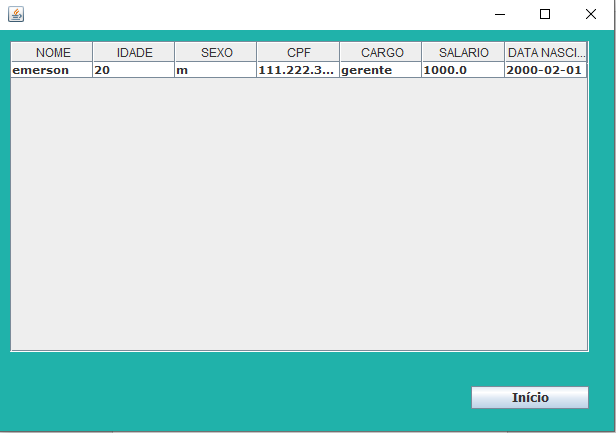 NOME IDADE SEXO CPF CARGO SALARIO DATA NASCI...
emerson 20 m 111.222.3... gerente 1000.0 2000-02-01
Início